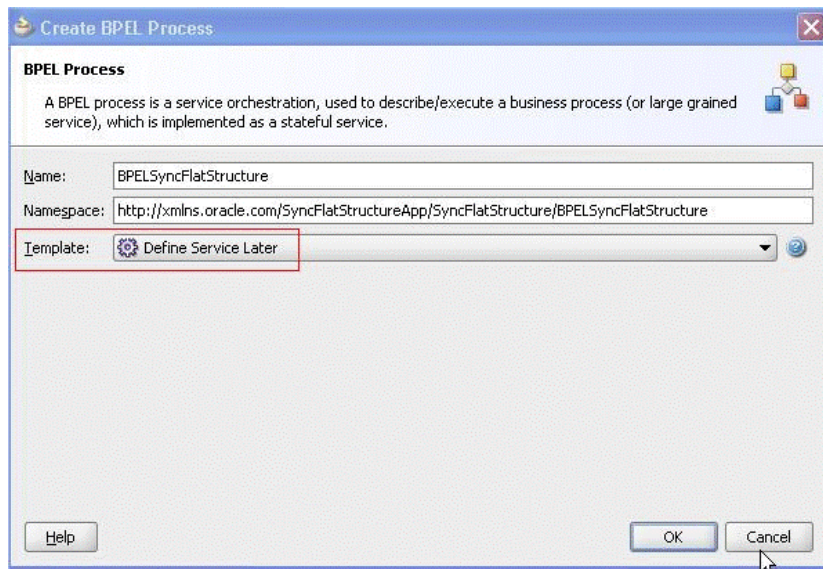 Create BPEL Process
BPEL Process
A BPEL process is a service orchestration, used to describe/execute a business process (or large grained
service), which is implemented as a stateful service.
Name: BPELSyncFlatStructure
Namespace: http://xmlns.oracle.com/SyncFlatStructureApp/SyncFlatStructure/BPELSyncFlatStructure
Template: Define Service Later
Help OK Cancel